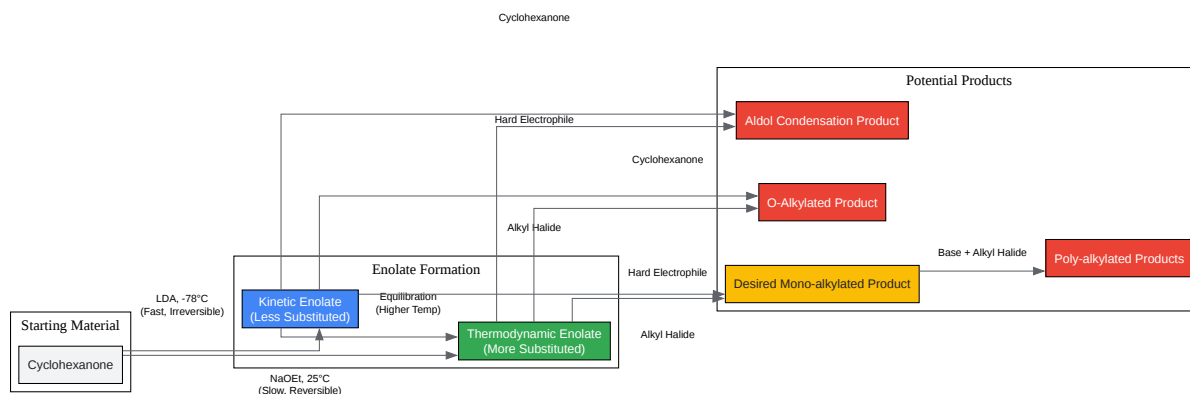 Cyclohexanone
Potential Products
Aldol Condensation Product
Hard Electrophile
Cyclohexanone
O-Alkylated Product
Alkyl Halide
Base + Alkyl Halide
Poly-alkylated Products
Enolate Formation
Hard Electrophile
Desired Mono-alkylated Product
LDA, -78°C
(Fast, Irreversible)
Kinetic Enolate
(Less Substituted)
Equilibration
(Higher Temp)
Starting Material
Thermodynamic Enolate
(More Substituted)
Alkyl Halide
Cyclohexanone
NaOEt, 25°C
(Slow, Reversible)